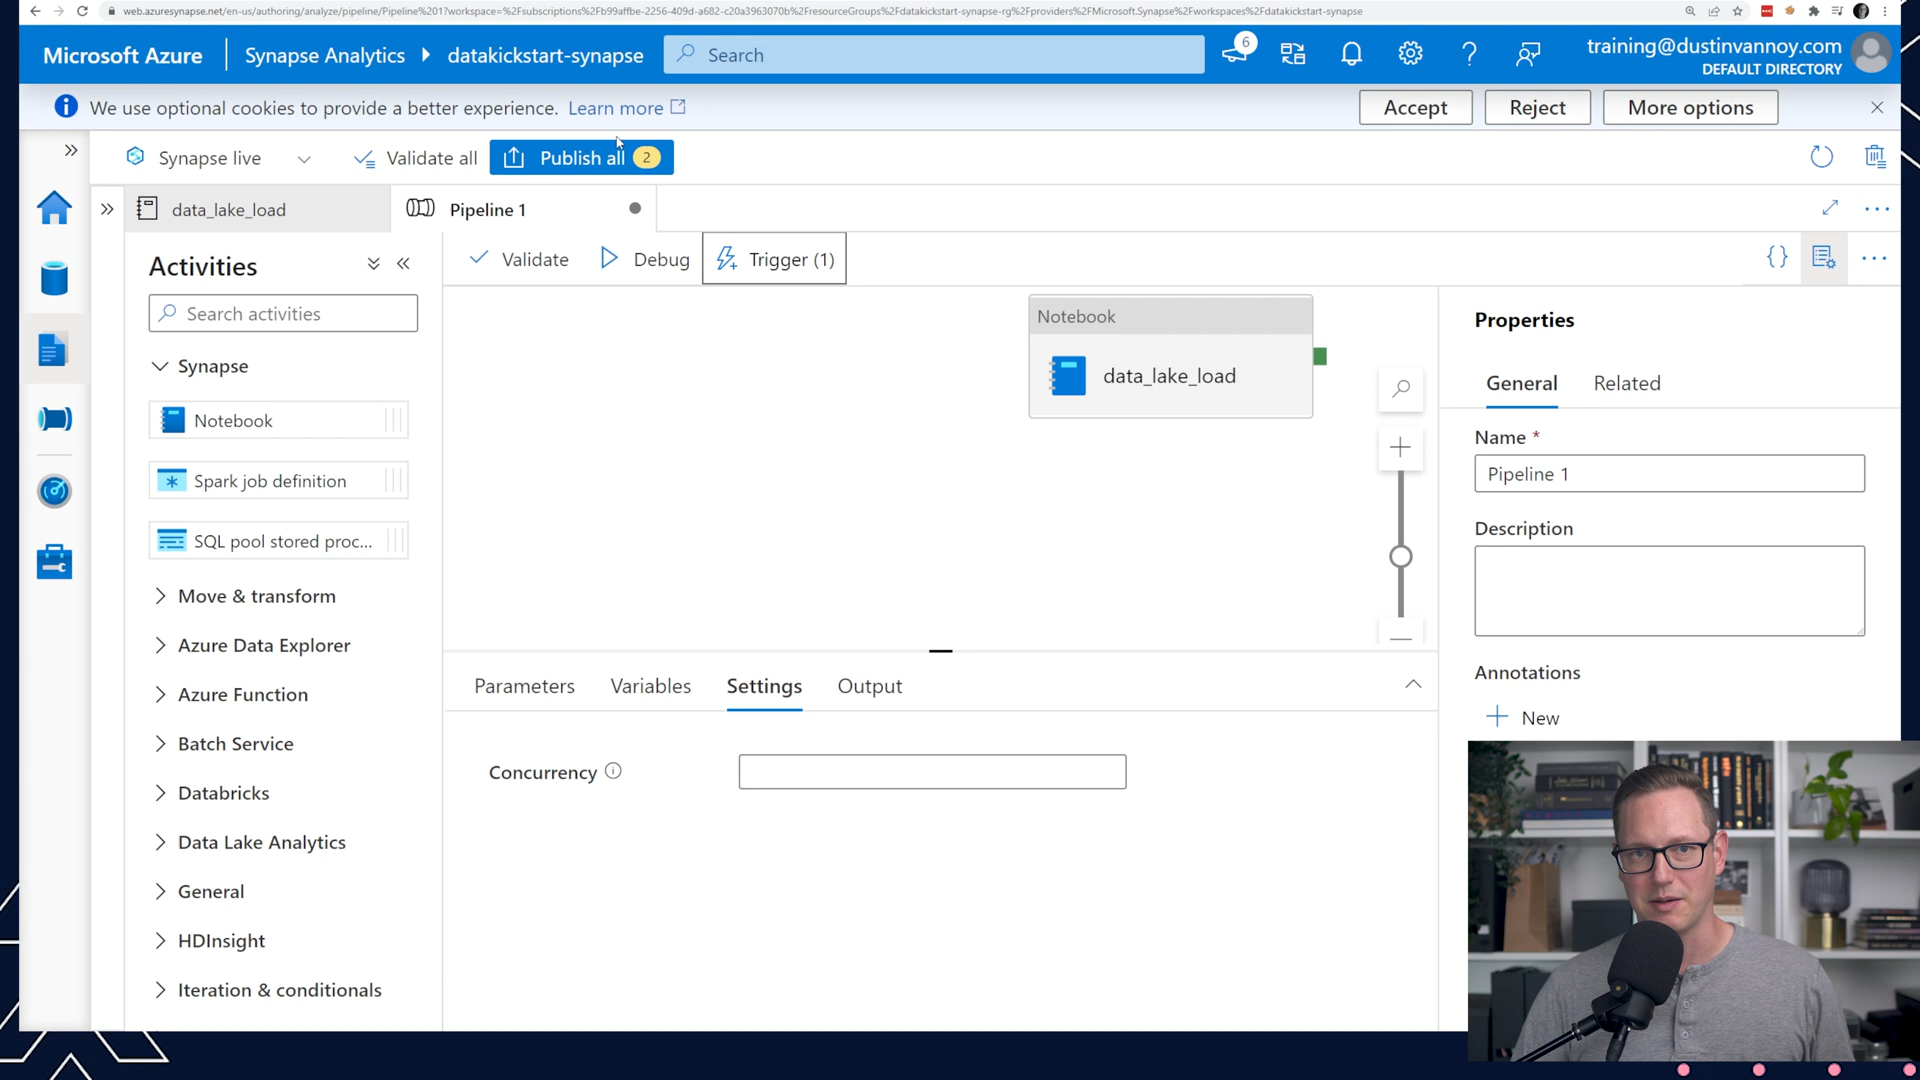 web.azuresynapse.net/en-us/authoring/analyze/pipeline/Pipeline%201?workspace=%2Fsubscriptions%2Fb99affbe-2256-409d-a682-c20a3963070b%2FresourceGroups%2Fdatakickstart-synapse-rg%2Fproviders%2FMicrosoft.Synapse%2Fworkspaces%2Fdatakickstart-synapse
Microsoft Azure
Synapse Analytics
datakickstart-synapse
Search
6
training@dustinvannoy.com
DEFAULT DIRECTORY
We use optional cookies to provide a better experience. Learn more
Accept
Reject
More options
Synapse live
Validate all
Publish all
2
data_lake_load
Pipeline 1
Activities
Validate
Debug
Trigger (1)
Search activities
Synapse
Notebook
Spark job definition
SQL pool stored proc...
Move & transform
Azure Data Explorer
Azure Function
Batch Service
Databricks
Data Lake Analytics
General
HDInsight
Iteration & conditionals
Notebook
data_lake_load
Parameters
Variables
Settings
Output
Concurrency
Properties
General
Related
Name *
Pipeline 1
Description
Annotations
New